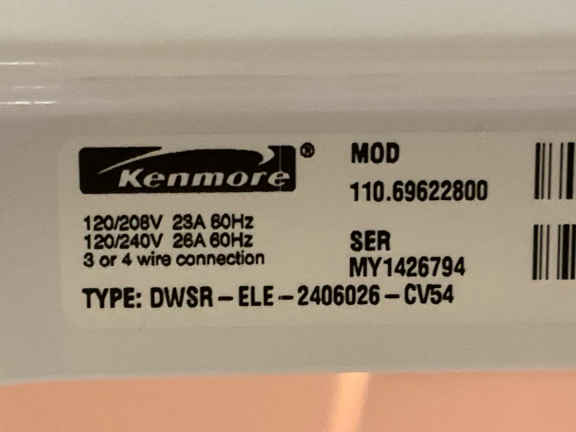 Kenmore®
120/208V 23A 60Hz
120/240V 26A 60Hz
3 or 4 wire connection
MOD
110.69622800
SER
MY1426794
TYPE: DWSR-ELE-2406026-CV54